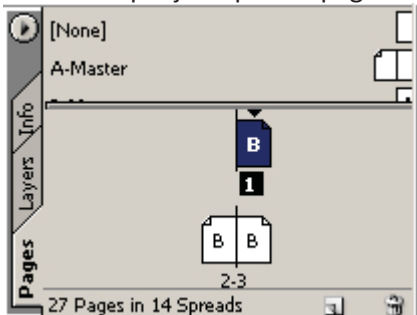 [None]
A-Master
B
1
B B
2-3
27 Pages in 14 Spreads
Info
Layers
Pages